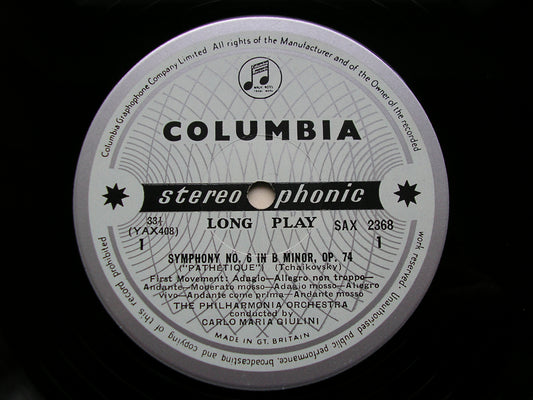 Columbia Graphophone Company Limited. All rights of the Manufacturer and of the Owner of the recorded
work reserved. Unauthorised public performance, broadcasting and copying of this record prohibited
COLUMBIA
stereophonic
33⅓ LONG PLAY SAX 2368
(YAX408)
1 1
SYMPHONY NO. 6 IN B MINOR, OP. 74
("PATHÉTIQUE") (Tchaikovsky)
First Movement: Adagio—Allegro non troppo—
Andante—Moderato mosso—Adagio mosso—Allegro
vivo—Andante come prima—Andante mosso
THE PHILHARMONIA ORCHESTRA
conducted by
CARLO MARIA GIULINI
MADE IN GT. BRITAIN